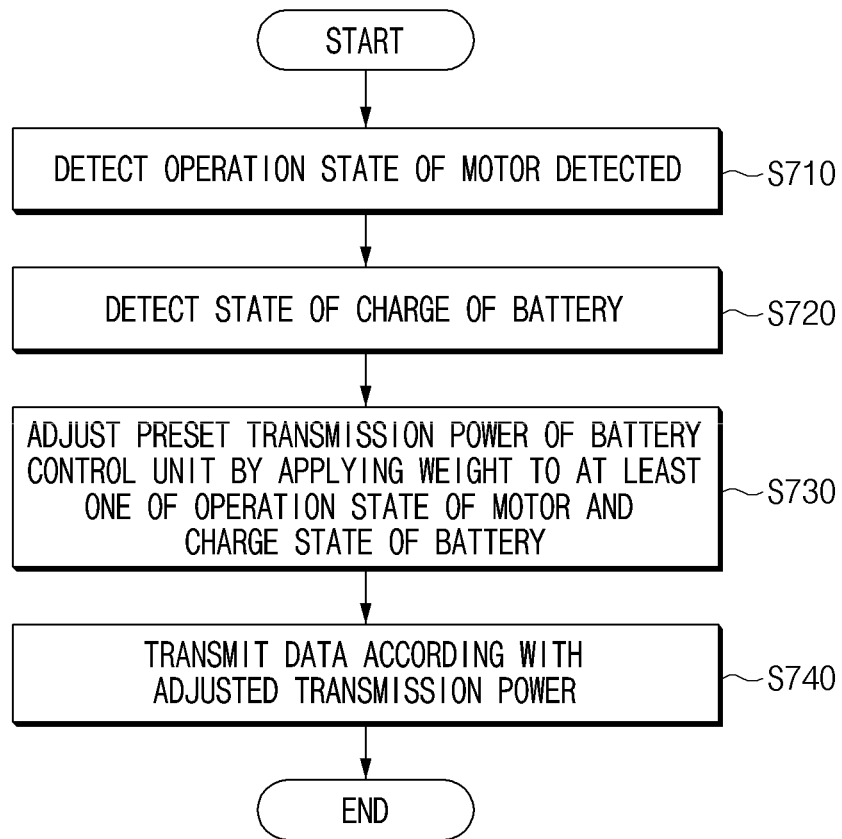 START
DETECT OPERATION STATE OF MOTOR DETECTED
S710
DETECT STATE OF CHARGE OF BATTERY
S720
ADJUST PRESET TRANSMISSION POWER OF BATTERY
CONTROL UNIT BY APPLYING WEIGHT TO AT LEAST
ONE OF OPERATION STATE OF MOTOR AND
CHARGE STATE OF BATTERY
S730
TRANSMIT DATA ACCORDING WITH
ADJUSTED TRANSMISSION POWER
S740
END